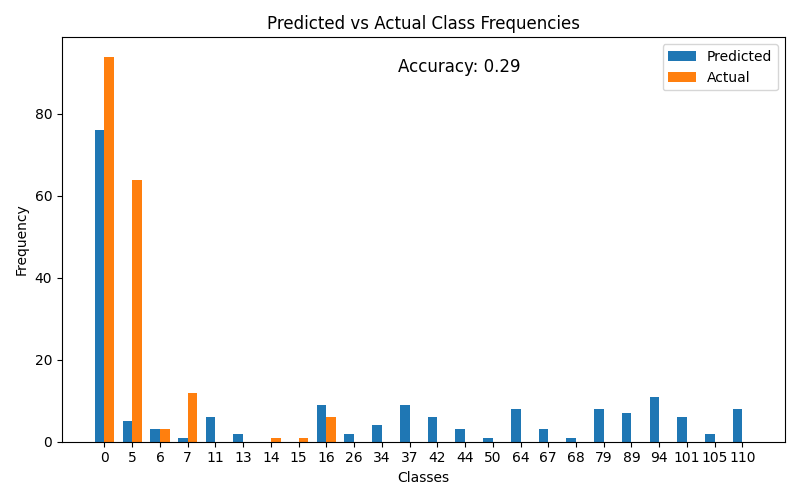 Predicted vs Actual Class Frequencies
Accuracy: 0.29
Predicted
Actual
Frequency
80
60
40
20
0
0 5 6 7 11 13 14 15 16 26 34 37 42 44 50 64 67 68 79 89 94 101 105 110
Classes